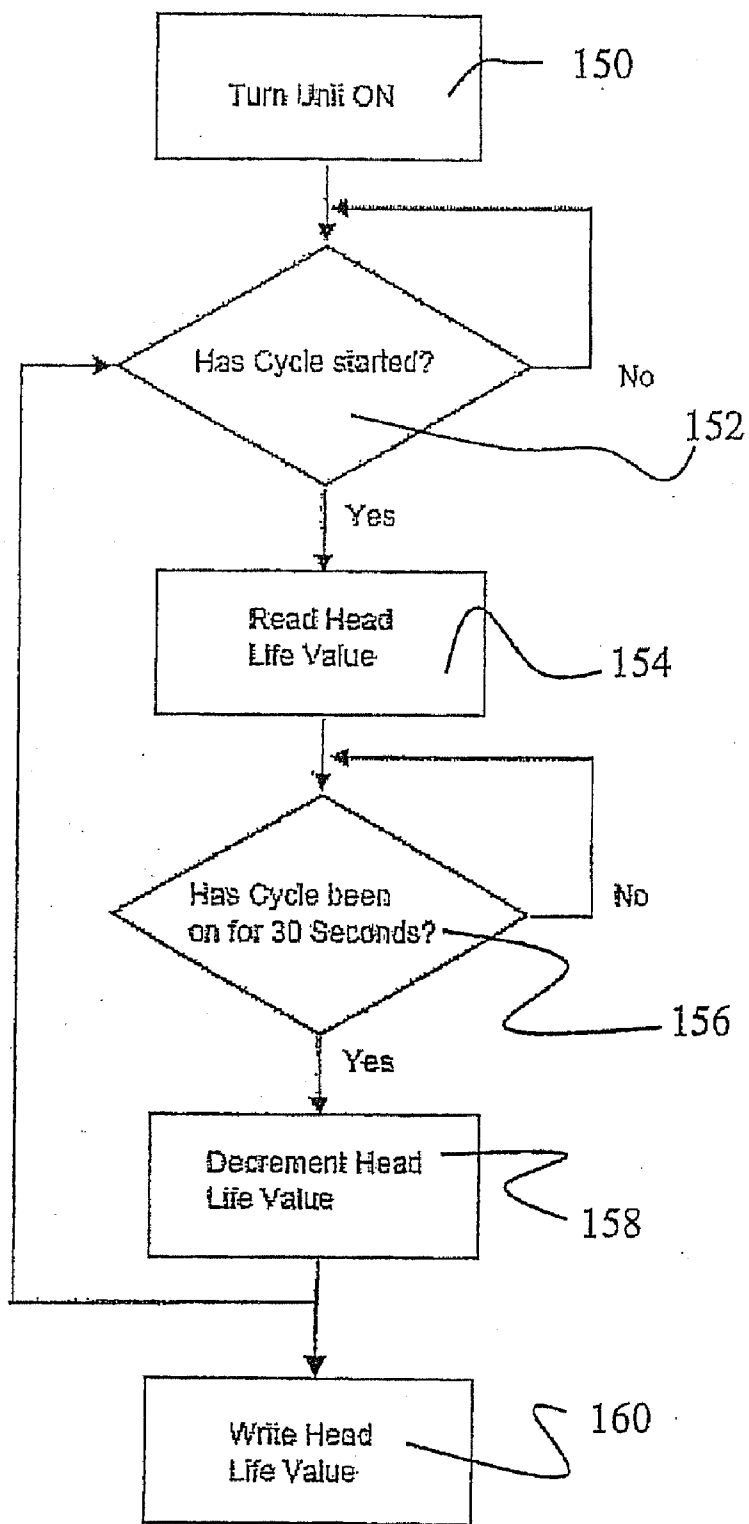 Turn Unit ON
150
Has Cycle started?
No
152
Yes
Read Head
Life Value
154
Has Cycle been
on for 30 Seconds?
No
156
Yes
Decrement Head
Life Value
158
Write Head
Life Value
160